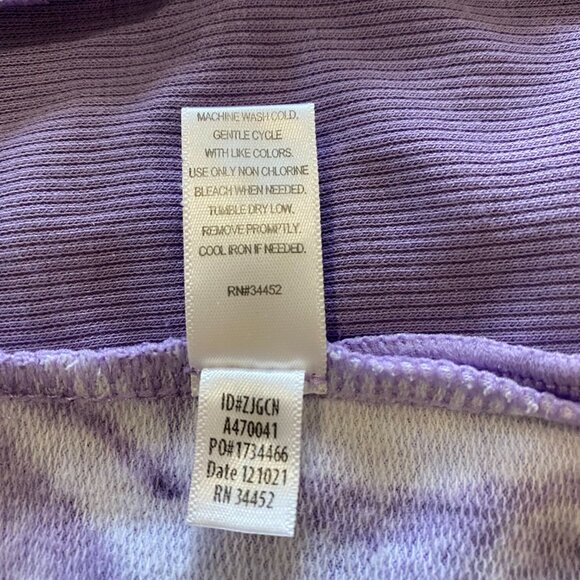 MACHINE WASH COLD.
GENTLE CYCLE
WITH LIKE COLORS.
USE ONLY NON CHLORINE
BLEACH WHEN NEEDED.
TUMBLE DRY LOW.
REMOVE PROMPTLY.
COOL IRON IF NEEDED.
RN#34452
ID#ZJGCN
A470041
PO#1734466
Date 121021
RN 34452